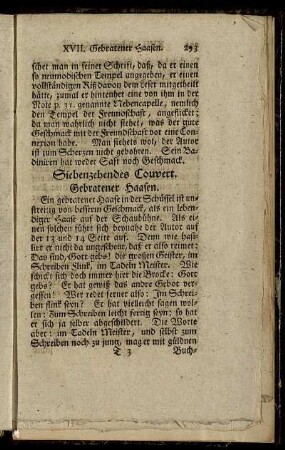 XVII. Gebratener Haasen. 293
schet man in seiner Schrift, daß, da er einen
so neumodischen Tempel angegeben, er einen
vollständigen Riß davon dem Leser mitgetheilt
hätte, zumal er hintenher eine von ihm in der
Note p. 31. genannte Nebencapelle, nemlich
den Tempel der Freundschaft, angeflickt;
da man wahrlich nicht siehet, was der gute
Geschmack mit der Freundschaft vor eine Con-
nexion habe. Man siehets wol, der Autor
ist zum Scherzen nicht gebohren. Sein Ba-
diniren hat weder Saft noch Geschmack.
Siebenzehendes Couvert.
Gebratener Haasen.
Ein gebratener Haase in der Schüssel ist un-
streitig von besserm Geschmack, als ein leben-
diger Haase auf der Schaubühne. Als ei-
nen solchen führt sich beynahe der Autor auf
der 13 und 14 Seite auf. Denn wie hase-
lirt er nicht da ungescheut, daß er also reimet:
Das sind, Gott gebs! die großen Geister, im
Schreiben flink, im Tadeln Meister. Wie
schickt sich doch immer hier die Brocke: Gott
gebs? Er hat gewiß das andre Gebot ver-
gessen! Wer redet ferner also: Im Schrei-
ben flink seyn? Er hat vielleicht sagen wol-
len: Zum Schreiben leicht fertig seyn; so hat
er sich ja selber abgeschildert. Die Worte
aber: im Tadeln Meister, und selbst zum
Schreiben noch zu jung, mag er mit güldnen
T 3 Buch-